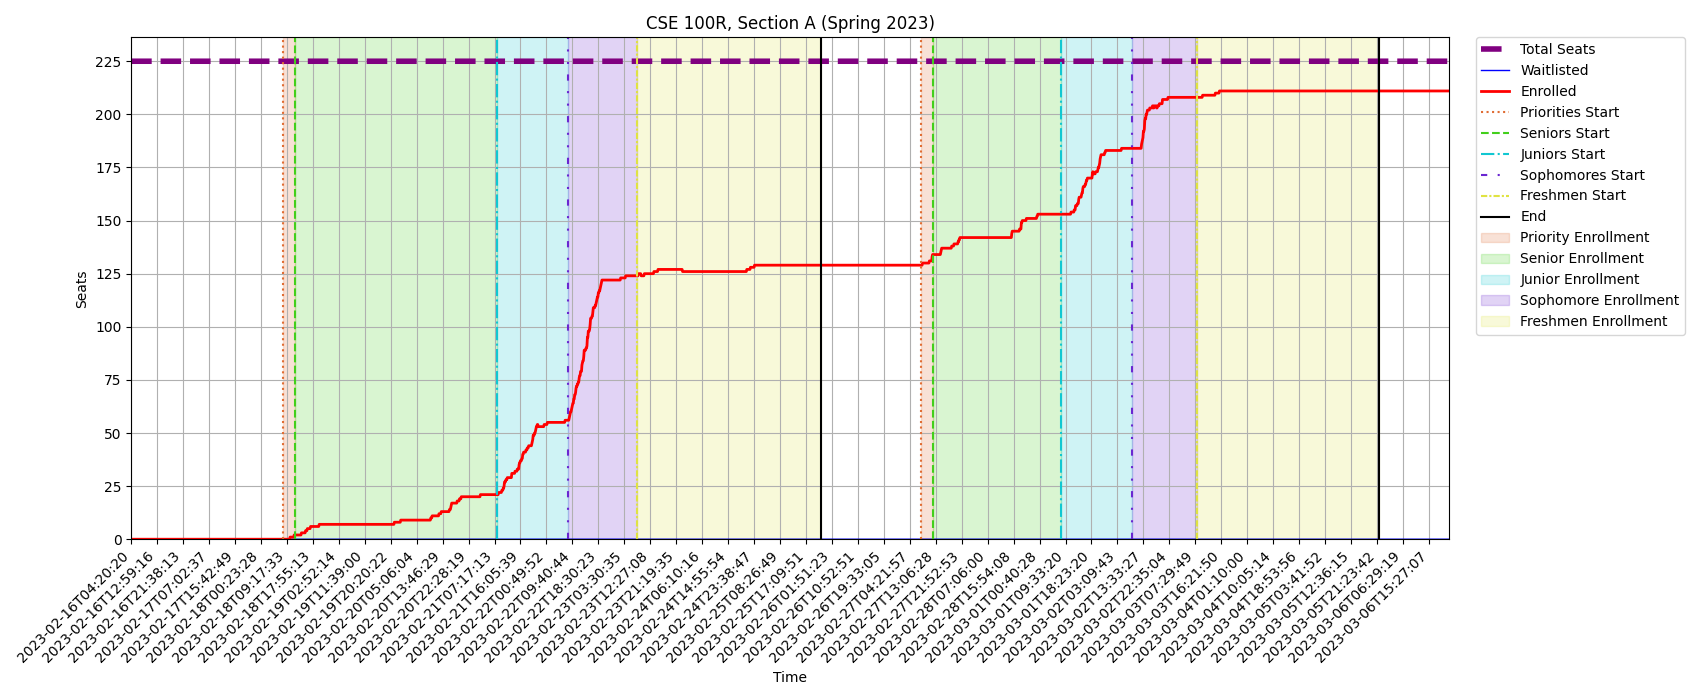 CSE 100R, Section A (Spring 2023)
225
200
175
150
125
100
75
50
25
0
Seats
2023-02-16T04:20:20
2023-02-16T12:59:16
2023-02-16T21:38:13
2023-02-17T07:02:37
2023-02-17T15:42:49
2023-02-18T00:23:28
2023-02-18T09:17:33
2023-02-18T17:55:13
2023-02-19T02:52:14
2023-02-19T11:39:00
2023-02-19T20:20:22
2023-02-20T05:06:04
2023-02-20T13:46:29
2023-02-20T22:28:19
2023-02-21T07:17:13
2023-02-21T16:05:39
2023-02-22T00:49:52
2023-02-22T09:40:44
2023-02-22T18:30:23
2023-02-23T03:30:35
2023-02-23T12:27:08
2023-02-23T21:19:35
2023-02-24T06:10:16
2023-02-24T14:55:54
2023-02-24T23:38:47
2023-02-25T08:26:49
2023-02-25T17:09:51
2023-02-26T01:51:23
2023-02-26T10:52:51
2023-02-26T19:33:05
2023-02-27T04:21:57
2023-02-27T13:06:28
2023-02-27T21:52:53
2023-02-28T07:06:00
2023-02-28T15:54:08
2023-03-01T00:40:28
2023-03-01T09:33:20
2023-03-01T18:23:20
2023-03-02T03:09:43
2023-03-02T13:33:27
2023-03-02T22:35:04
2023-03-03T07:29:49
2023-03-03T16:21:50
2023-03-04T01:10:00
2023-03-04T10:05:14
2023-03-04T18:53:56
2023-03-05T03:41:52
2023-03-05T12:36:15
2023-03-05T21:23:42
2023-03-06T06:29:19
2023-03-06T15:27:07
Time
Total Seats
Waitlisted
Enrolled
Priorities Start
Seniors Start
Juniors Start
Sophomores Start
Freshmen Start
End
Priority Enrollment
Senior Enrollment
Junior Enrollment
Sophomore Enrollment
Freshmen Enrollment